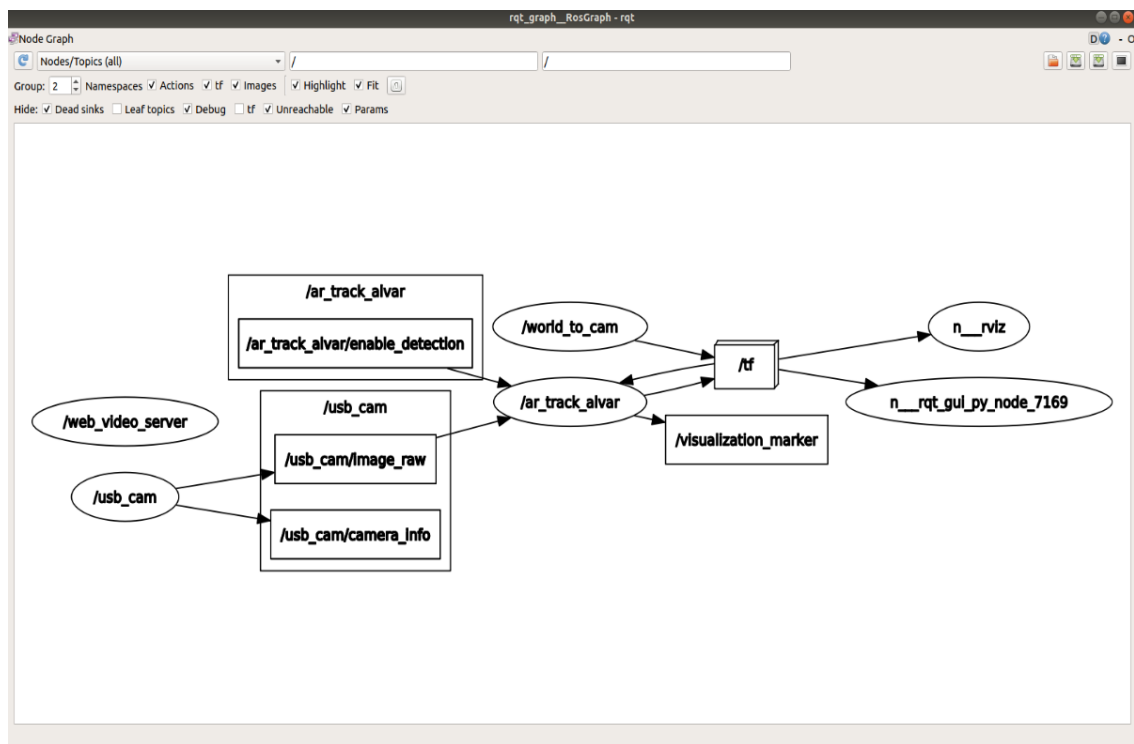 rqt_graph__RosGraph - rqt
Node Graph
D - O
Nodes/Topics (all) / /
Group: 2 Namespaces Actions tf Images Highlight Fit
Hide: Dead sinks Leaf topics Debug tf Unreachable Params
/ar_track_alvar
/ar_track_alvar/enable_detection
/world_to_cam
n___rviz
/tf
/usb_cam
/ar_track_alvar
n___rqt_gui_py_node_7169
/web_video_server
/usb_cam/image_raw
/visualization_marker
/usb_cam
/usb_cam/camera_info